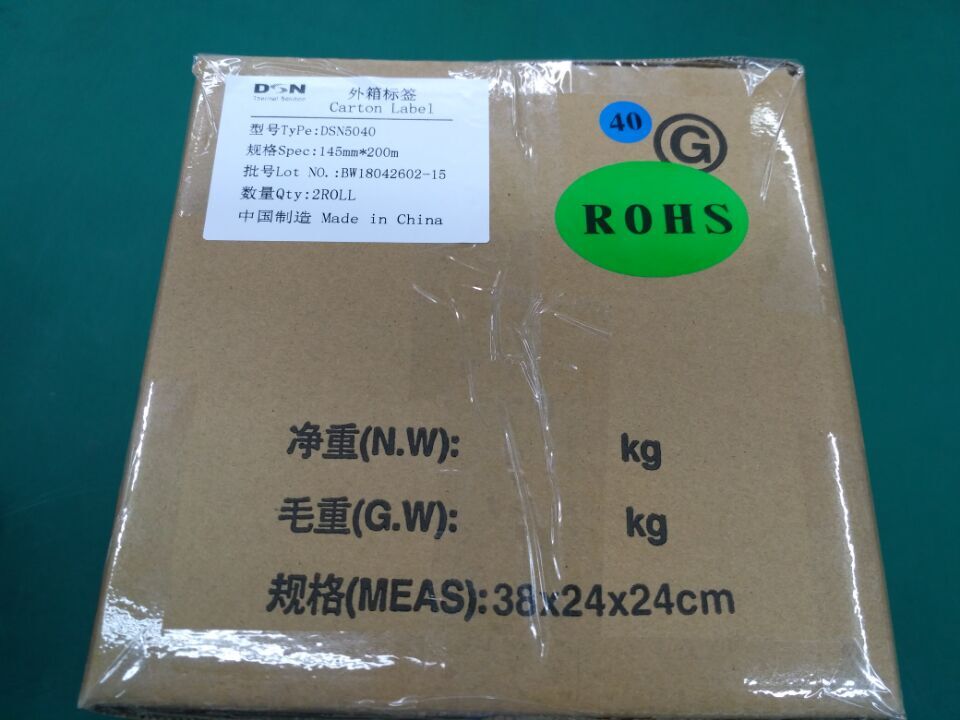 DSN
Thermal Solution
外箱标签
Carton Label
型号TyPe:DSN5040
规格Spec:145mm*200m
批号Lot NO.:BW18042602-15
数量Qty:2ROLL
中国制造 Made in China
40
G
ROHS
净重(N.W): kg
毛重(G.W): kg
规格(MEAS):38x24x24cm